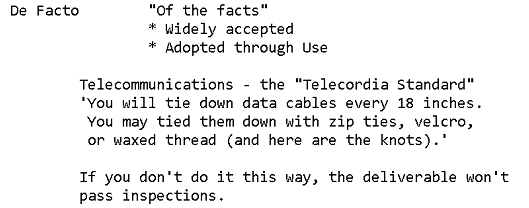 De Facto "Of the facts"
* Widely accepted
* Adopted through Use
Telecommunications - the "Telecordia Standard"
'You will tie down data cables every 18 inches.
You may tied them down with zip ties, velcro,
or waxed thread (and here are the knots).'
If you don't do it this way, the deliverable won't
pass inspections.